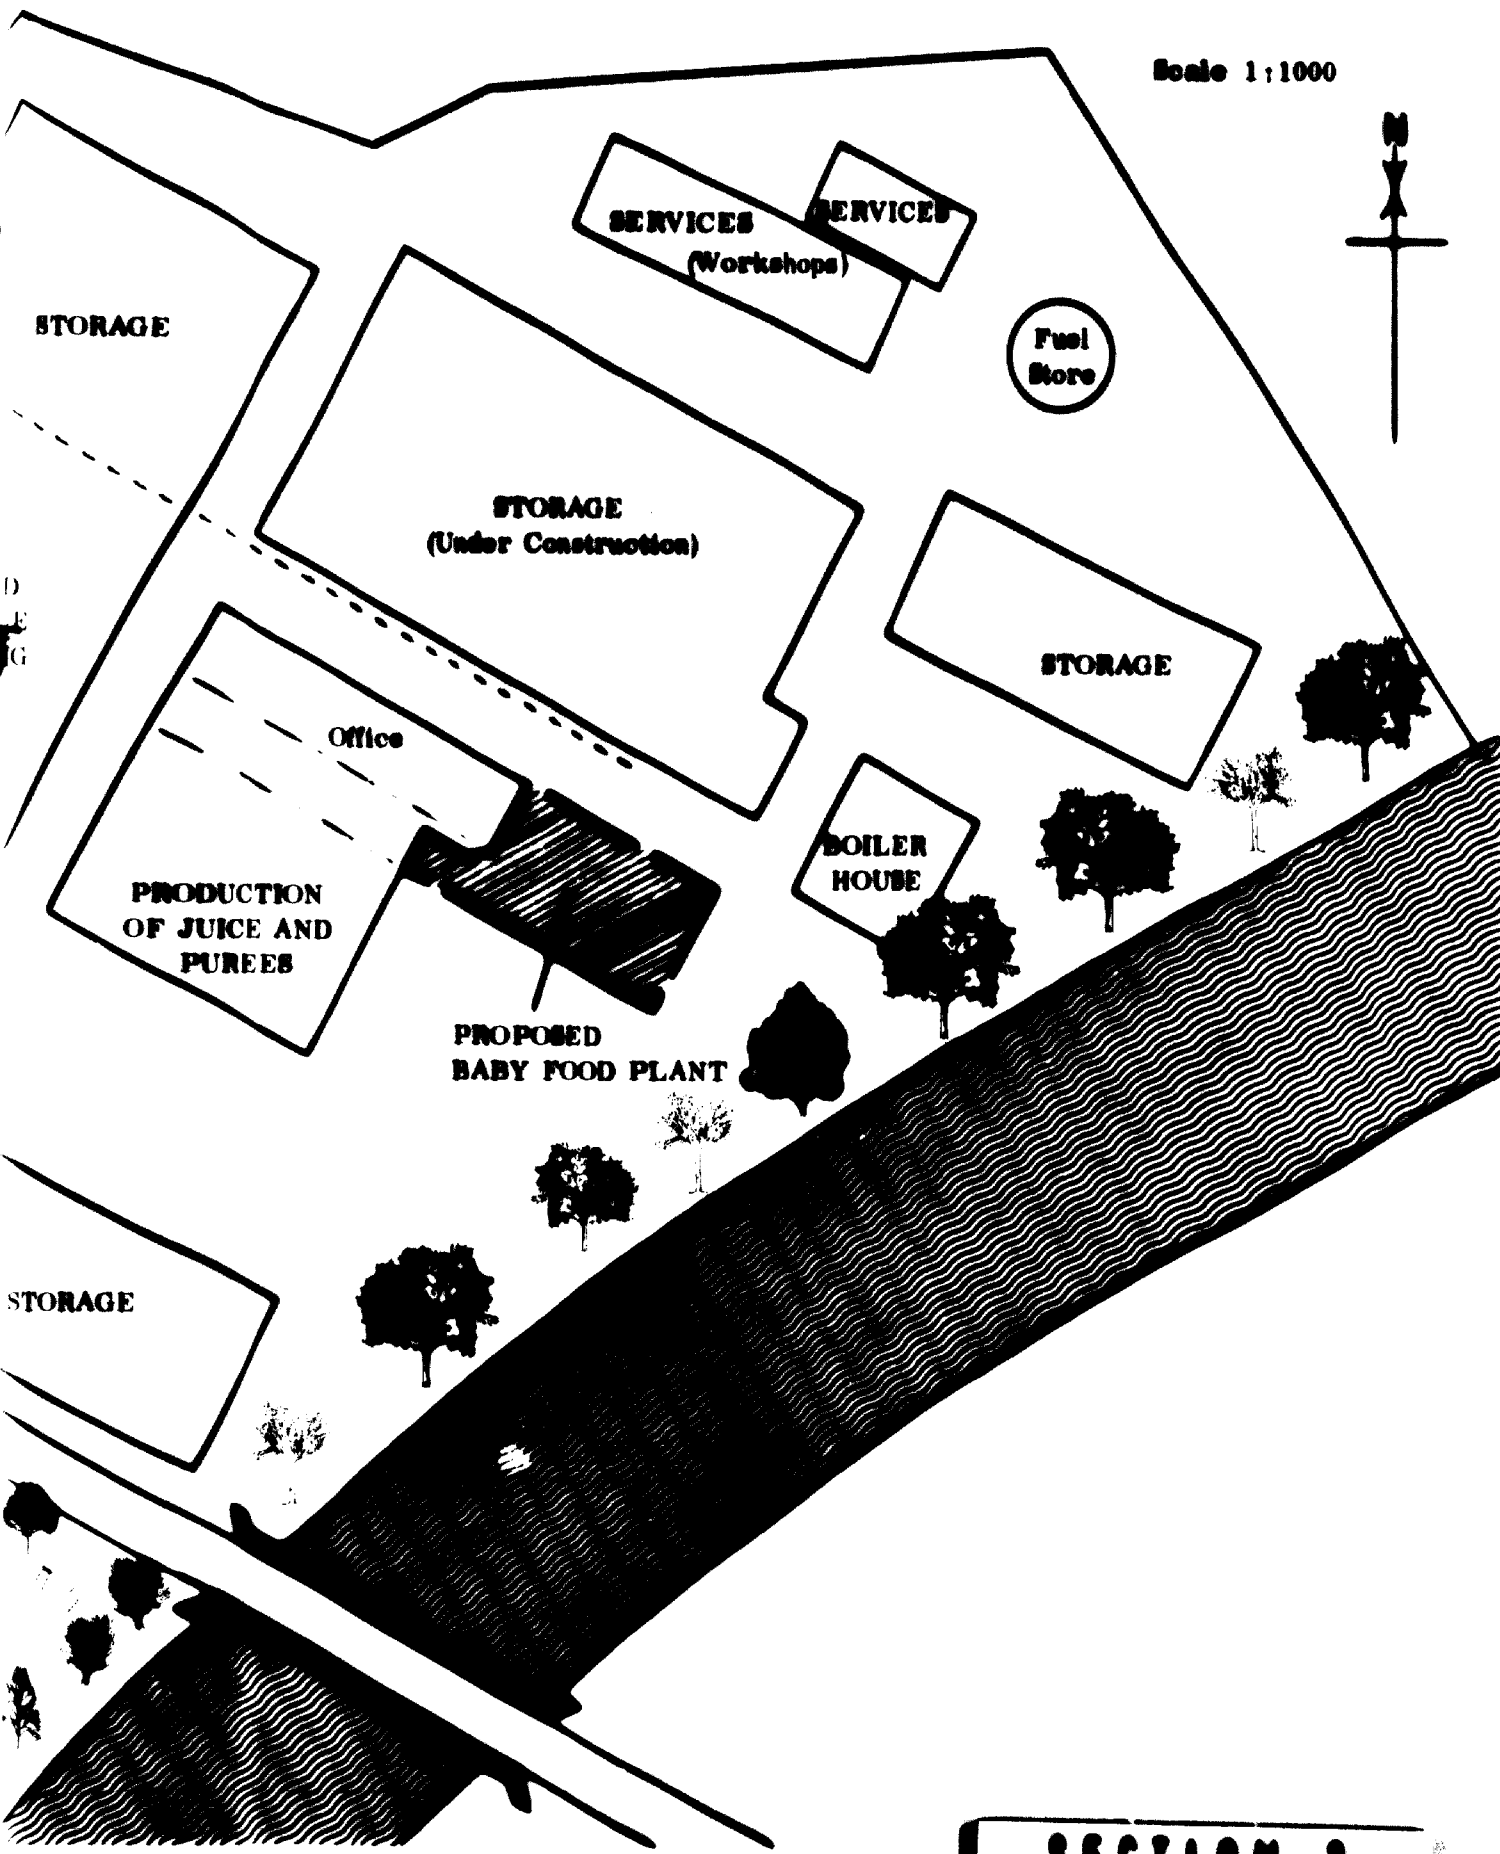 Scale 1:1000
N
SERVICES
SERVICES
(Workshops)
STORAGE
Fuel
Store
STORAGE
(Under Construction)
D
E
G
STORAGE
Office
BOILER
HOUSE
PRODUCTION
OF JUICE AND
PUREES
PROPOSED
BABY FOOD PLANT
STORAGE
SECTION